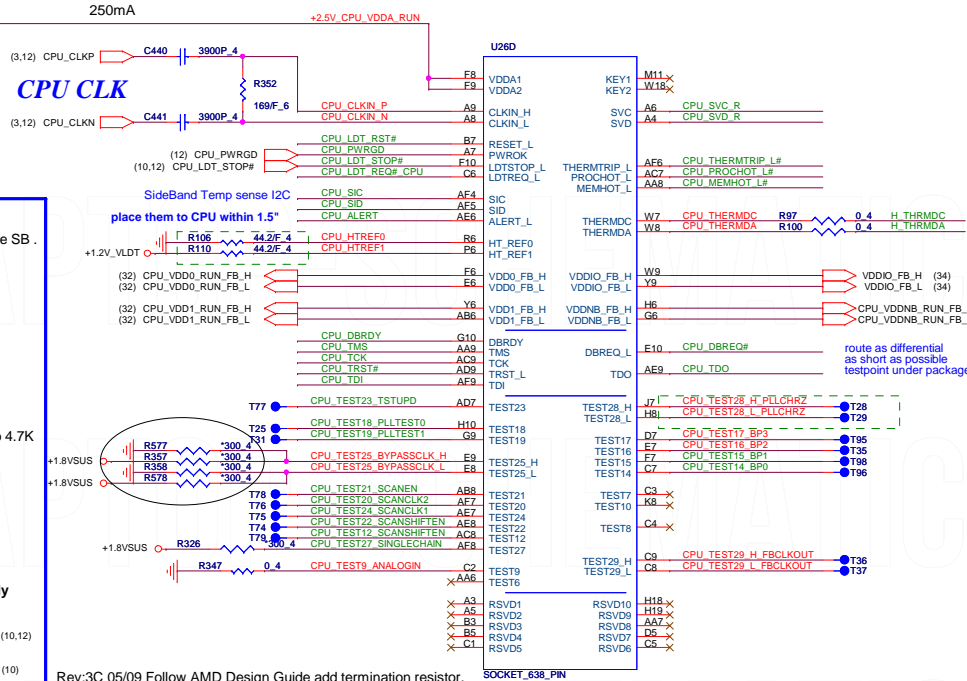 250mA
+2.5V_CPU_VDDA_RUN
U26D
(3,12) CPU_CLKP
C440 3900P_4
CPU CLK
R352
169/F_6
(3,12) CPU_CLKN
C441 3900P_4
CPU_CLKIN_P
CPU_CLKIN_N
F8 VDDA1
F9 VDDA2
A9 CLKIN_H
A8 CLKIN_L
KEY1 M11
KEY2 W18
SVC A6 CPU_SVC_R
SVD A4 CPU_SVD_R
CPU_LDT_RST# B7 RESET_L
(12) CPU_PWRGD CPU_PWRGD A7 PWROK
(10,12) CPU_LDT_STOP# CPU_LDT_STOP# F10 LDTSTOP_L
CPU_LDT_REQ#_CPU C6 LDTREQ_L
THERMTRIP_L AF6 CPU_THERMTRIP_L#
PROCHOT_L AC7 CPU_PROCHOT_L#
MEMHOT_L AA8 CPU_MEMHOT_L#
SideBand Temp sense I2C
CPU_SIC AF4 SIC
CPU_SID AF5 SID
CPU_ALERT AE6 ALERT_L
place them to CPU within 1.5"
THERMDC W7 CPU_THERMDC R97 0_4 H_THRMDC
THERMDA W8 CPU_THERMDA R100 0_4 H_THRMDA
e SB .
R106 44.2/F_4 CPU_HTREF0 R6 HT_REF0
+1.2V_VLDT R110 44.2/F_4 CPU_HTREF1 P6 HT_REF1
(32) CPU_VDD0_RUN_FB_H F6 VDD0_FB_H
(32) CPU_VDD0_RUN_FB_L E6 VDD0_FB_L
VDDIO_FB_H W9 VDDIO_FB_H (34)
VDDIO_FB_L Y9 VDDIO_FB_L (34)
(32) CPU_VDD1_RUN_FB_H Y6 VDD1_FB_H
(32) CPU_VDD1_RUN_FB_L AB6 VDD1_FB_L
VDDNB_FB_H H6 CPU_VDDNB_RUN_FB_
VDDNB_FB_L G6 CPU_VDDNB_RUN_FB_
CPU_DBRDY G10 DBRDY
CPU_TMS AA9 TMS
CPU_TCK AC9 TCK
CPU_TRST# AD9 TRST_L
CPU_TDI AF9 TDI
DBREQ_L E10 CPU_DBREQ#
TDO AE9 CPU_TDO
route as differential
as short as possible
testpoint under package
T77 CPU_TEST23_TSTUPD AD7 TEST23
TEST28_H J7 CPU_TEST28_H_PLLCHRZ T28
TEST28_L H8 CPU_TEST28_L_PLLCHRZ T29
T25 CPU_TEST18_PLLTEST0 H10 TEST18
T31 CPU_TEST19_PLLTEST1 G9 TEST19
TEST17 D7 CPU_TEST17_BP3 T95
TEST16 E7 CPU_TEST16_BP2 T35
TEST15 F7 CPU_TEST15_BP1 T98
TEST14 C7 CPU_TEST14_BP0 T96
4.7K
R577 *300_4
+1.8VSUS R357 *300_4 CPU_TEST25_BYPASSCLK_H E9 TEST25_H
R358 *300_4 CPU_TEST25_BYPASSCLK_L E8 TEST25_L
+1.8VSUS R578 *300_4
T78 CPU_TEST21_SCANEN AB8 TEST21
T76 CPU_TEST20_SCANCLK2 AF7 TEST20
T75 CPU_TEST24_SCANCLK1 AE7 TEST24
T74 CPU_TEST22_SCANSHIFTEN AE8 TEST22
T79 CPU_TEST12_SCANSHIFTEN AC8 TEST12
+1.8VSUS R326 *300_4 CPU_TEST27_SINGLECHAIN AF8 TEST27
TEST7 C3
TEST10 K8
TEST8 C4
R347 0_4 CPU_TEST9_ANALOGIN C2 TEST9
AA6 TEST6
TEST29_H C9 CPU_TEST29_H_FBCLKOUT T36
TEST29_L C8 CPU_TEST29_L_FBCLKOUT T37
A3 RSVD1
A5 RSVD2
B3 RSVD3
B5 RSVD4
C1 RSVD5
RSVD10 H18
RSVD9 H19
RSVD8 AA7
RSVD7 D5
RSVD6 C5
ly
(10,12)
(10)
Rev:3C 05/09 Follow AMD Design Guide add termination resistor.
SOCKET_638_PIN